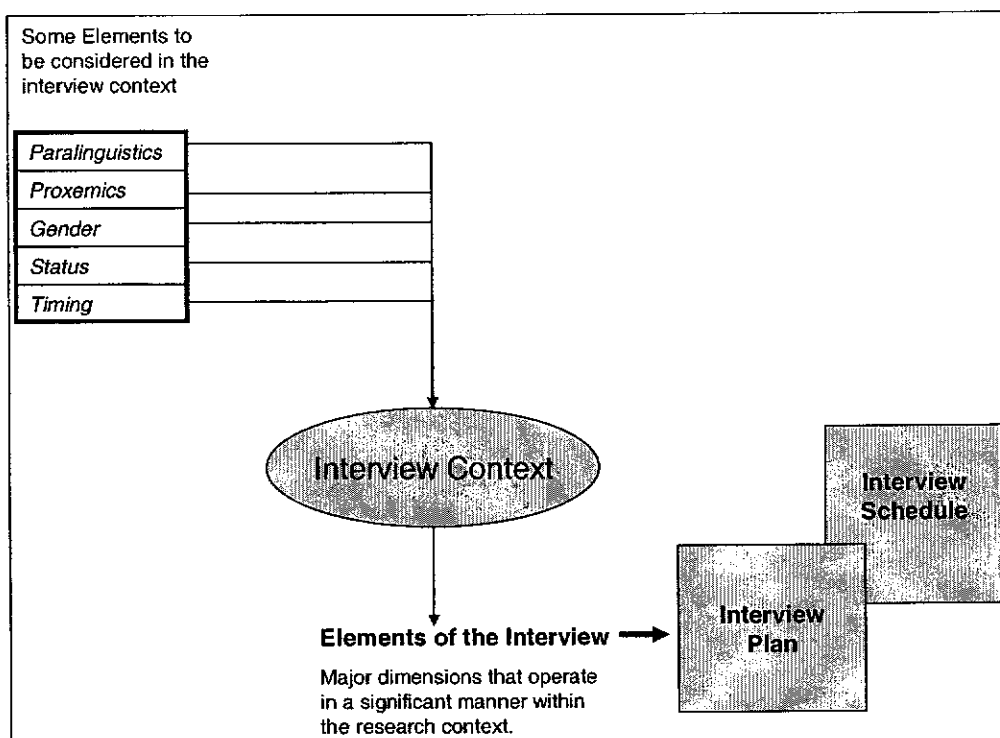 Some Elements to
be considered in the
interview context
Paralinguistics
Proxemics
Gender
Status
Timing
Interview Context
Interview
Schedule
Interview
Plan
Elements of the Interview
Major dimensions that operate
in a significant manner within
the research context.